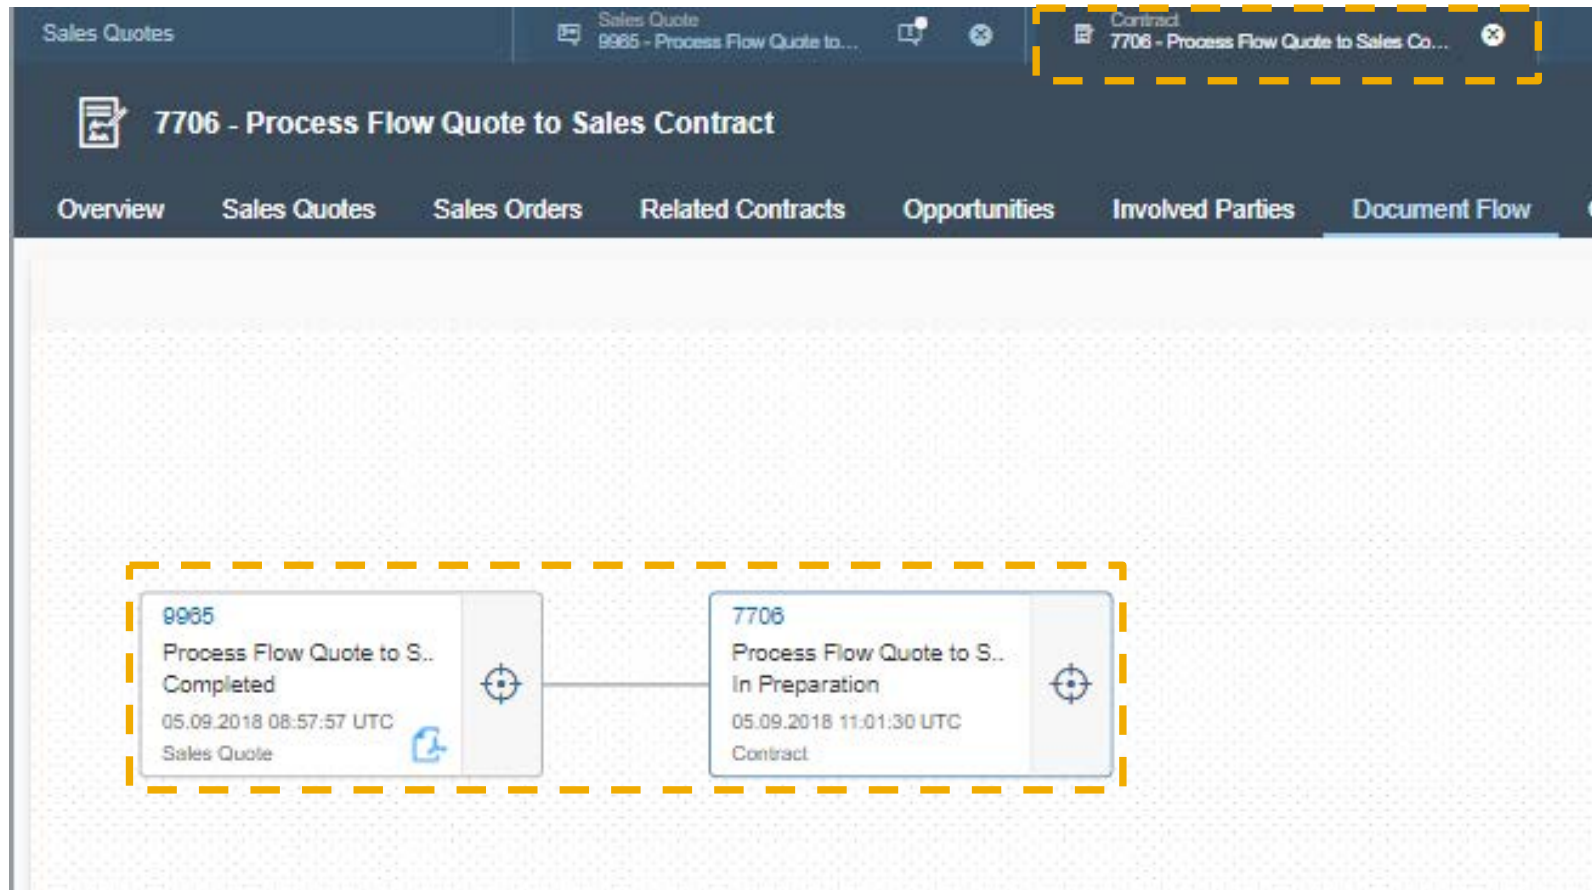 Sales Quotes
Sales Quote
9965 - Process Flow Quote to...
Contract
7706 - Process Flow Quote to Sales Co...
7706 - Process Flow Quote to Sales Contract
Overview Sales Quotes Sales Orders Related Contracts Opportunities Involved Parties Document Flow
9965
Process Flow Quote to S..
Completed
05.09.2018 08:57:57 UTC
Sales Quote
7706
Process Flow Quote to S..
In Preparation
05.09.2018 11:01:30 UTC
Contract